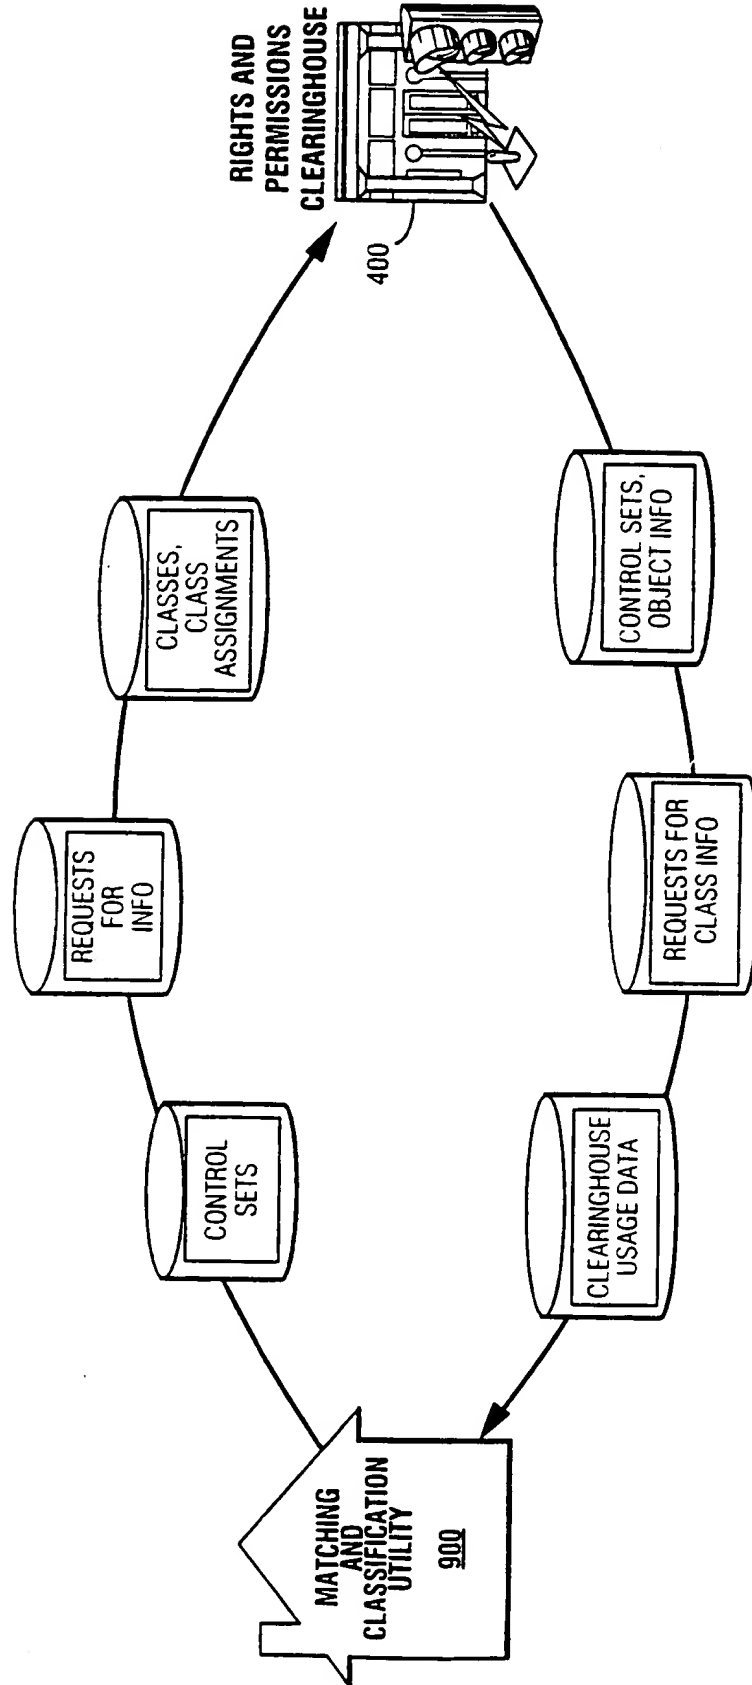 MATCHING
AND
CLASSIFICATION
UTILITY
900
CONTROL
SETS
REQUESTS
FOR
INFO
CLASSES,
CLASS
ASSIGNMENTS
RIGHTS AND
PERMISSIONS
CLEARINGHOUSE
400
CONTROL SETS,
OBJECT INFO
REQUESTS FOR
CLASS INFO
CLEARINGHOUSE
USAGE DATA